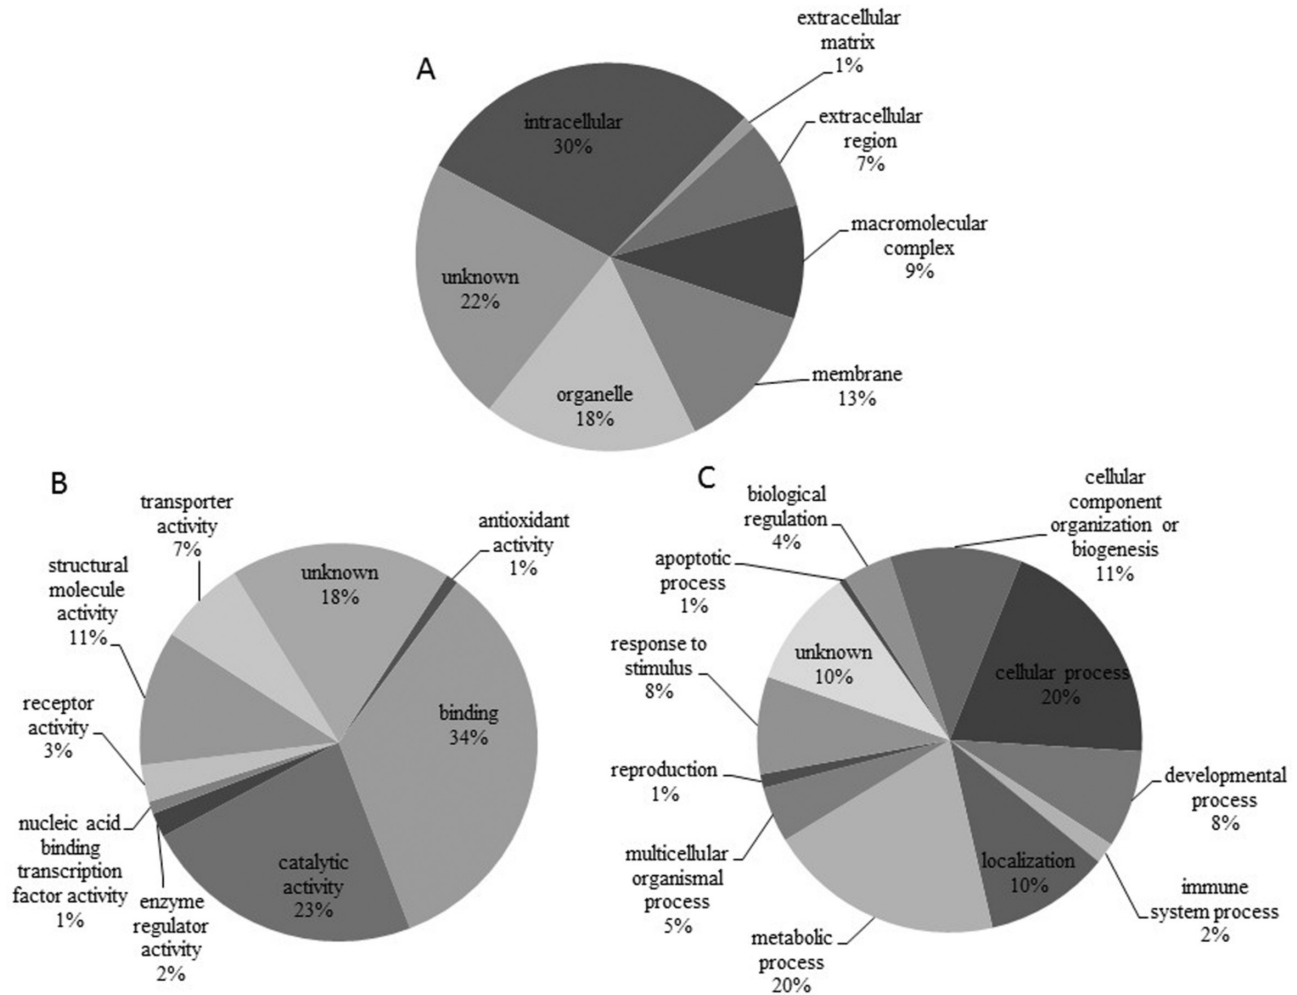 A
extracellular
matrix
1%
intracellular
30%
extracellular
region
7%
macromolecular
complex
9%
unknown
22%
membrane
13%
organelle
18%
B
transporter
activity
7%
antioxidant
activity
1%
structural
molecule
activity
11%
unknown
18%
receptor
activity
3%
binding
34%
nucleic acid
binding
transcription
factor activity
1%
catalytic
activity
23%
enzyme
regulator
activity
2%
C
biological
regulation
4%
cellular
component
organization or
biogenesis
11%
apoptotic
process
1%
response to
stimulus
8%
unknown
10%
cellular process
20%
reproduction
1%
developmental
process
8%
multicellular
organismal
process
5%
localization
10%
immune
system process
2%
metabolic
process
20%